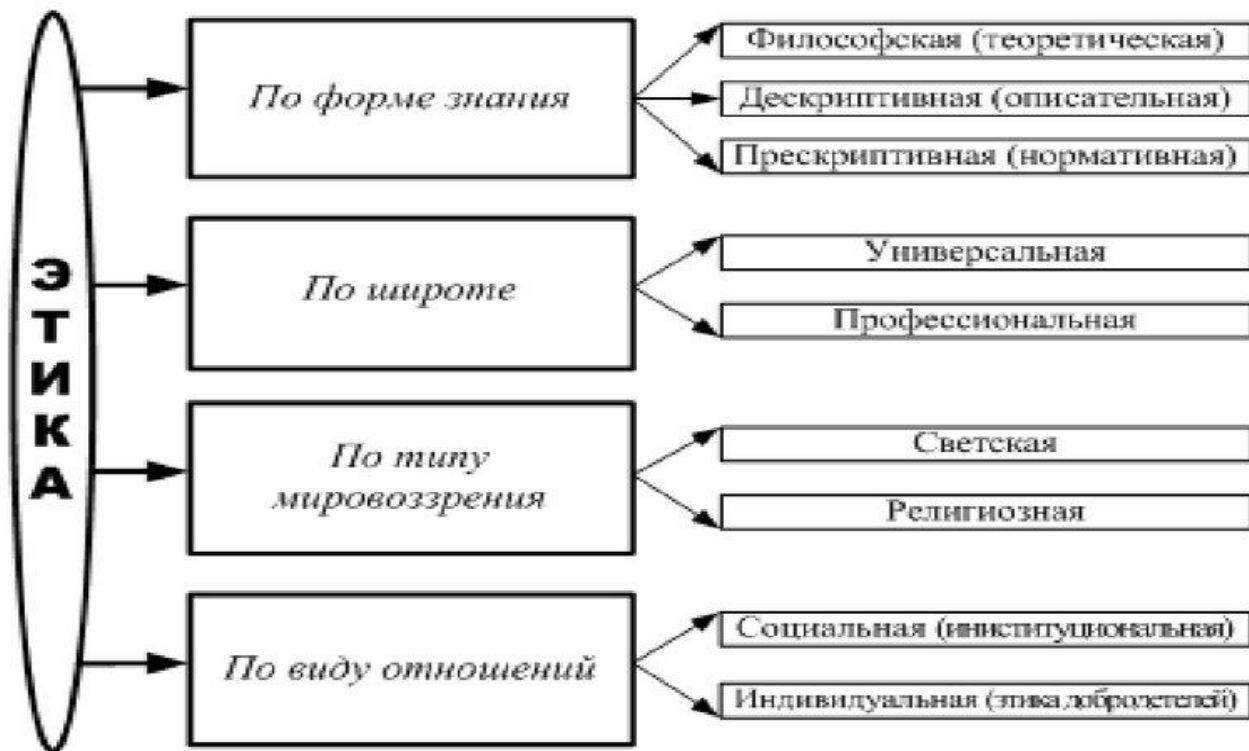 ЭТИКА
По форме знания
Философская (теоретическая)
Дескриптивная (описательная)
Прескриптивная (нормативная)
По широте
Универсальная
Профессиональная
По типу
мировоззрения
Светская
Религиозная
По виду отношений
Социальная (иниституциональная)
Индивидуальная (этика добродетелей)